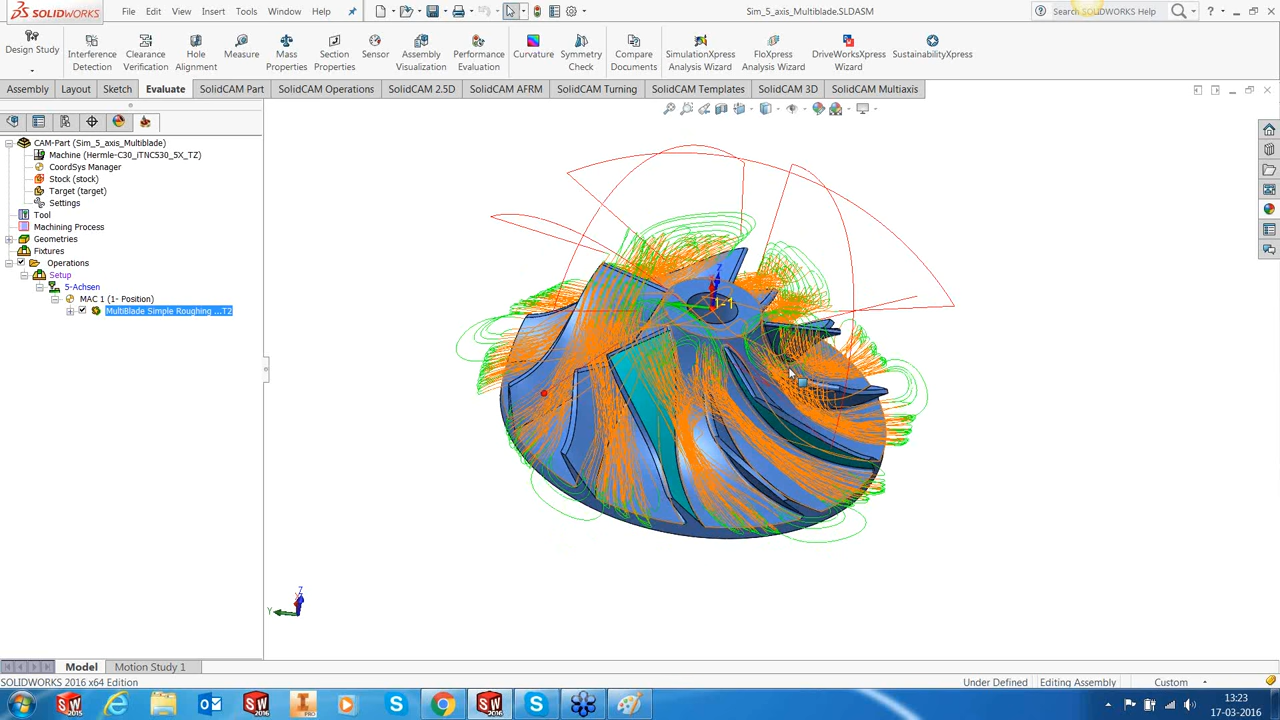 SOLIDWORKS
File Edit View Insert Tools Window Help
Sim_5_axis_Multiblade.SLDASM
Search SOLIDWORKS Help
Design Study
Interference Detection
Clearance Verification
Hole Alignment
Measure
Mass Properties
Section Properties
Sensor
Assembly Visualization
Performance Evaluation
Curvature
Symmetry Check
Compare Documents
SimulationXpress Analysis Wizard
FloXpress Analysis Wizard
DriveWorksXpress Wizard
SustainabilityXpress
Assembly Layout Sketch Evaluate SolidCAM Part SolidCAM Operations SolidCAM 2.5D SolidCAM AFRM SolidCAM Turning SolidCAM Templates SolidCAM 3D SolidCAM Multiaxis
CAM-Part (Sim_5_axis_Multiblade)
Machine (Hermle-C30_iTNC530_5X_TZ)
CoordSys Manager
Stock (stock)
Target (target)
Settings
Tool
Machining Process
Geometries
Fixtures
Operations
Setup
5-Achsen
MAC 1 (1- Position)
MultiBlade Simple Roughing ...T2
Z
1-1
Z
Y
Model Motion Study 1
SOLIDWORKS 2016 x64 Edition
Under Defined Editing Assembly Custom
13:23
17-03-2016